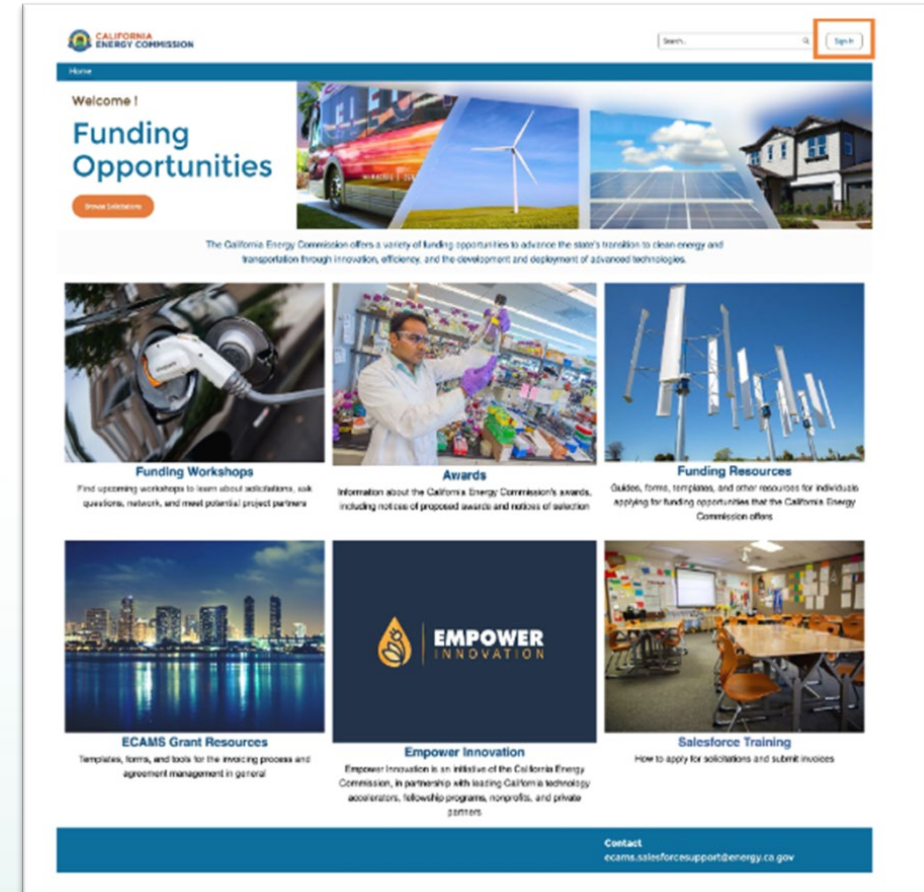 CALIFORNIA
ENERGY COMMISSION
Search...
Sign In
Home
Welcome !
Funding
Opportunities
Browse Solicitations
The California Energy Commission offers a variety of funding opportunities to advance the state's transition to clean energy and
transportation through innovation, efficiency, and the development and deployment of advanced technologies.
Funding Workshops
Find upcoming workshops to learn about solicitations, ask
questions, network, and meet potential project partners
Awards
Information about the California Energy Commission's awards,
including notices of proposed awards and notices of selection
Funding Resources
Guides, forms, templates, and other resources for individuals
applying for funding opportunities that the California Energy
Commission offers
EMPOWER
INNOVATION
ECAMS Grant Resources
Templates, forms, and tools for the invoicing process and
agreement management in general
Empower Innovation
Empower Innovation is an initiative of the California Energy
Commission, in partnership with leading California technology
accelerators, fellowship programs, nonprofits, and private
partners
Salesforce Training
How to apply for solicitations and submit invoices
Contact
ecams.salesforcesupport@energy.ca.gov